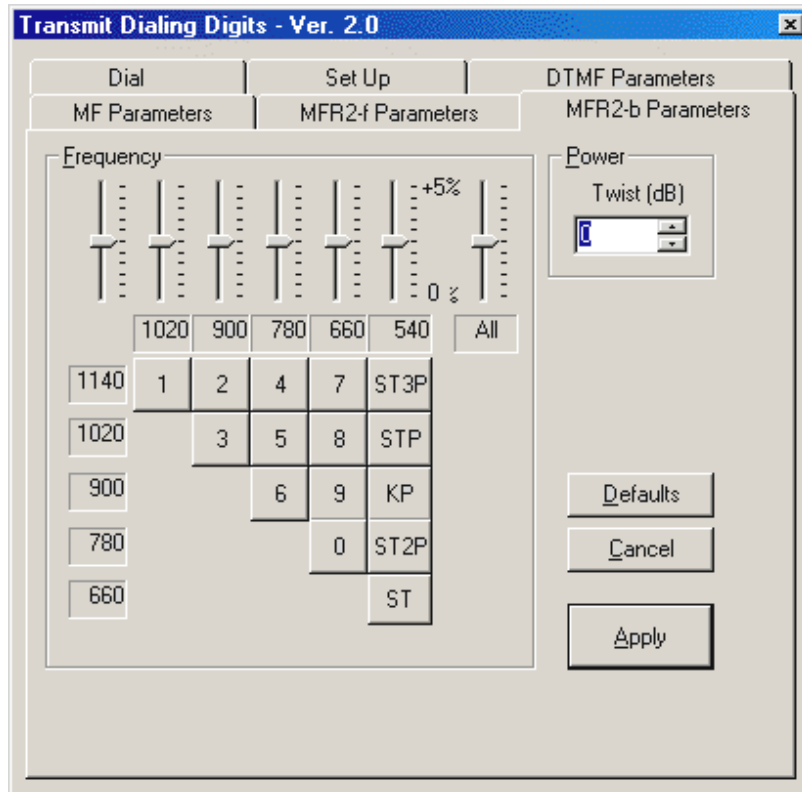 Transmit Dialing Digits - Ver. 2.0
Dial Set Up DTMF Parameters
MF Parameters MFR2-f Parameters MFR2-b Parameters
Frequency
Power
+5%
Twist (dB)
0
0 %
1020 900 780 660 540 All
1140 1 2 4 7 ST3P
1020 3 5 8 STP
900 6 9 KP
Defaults
780 0 ST2P
Cancel
660 ST
Apply